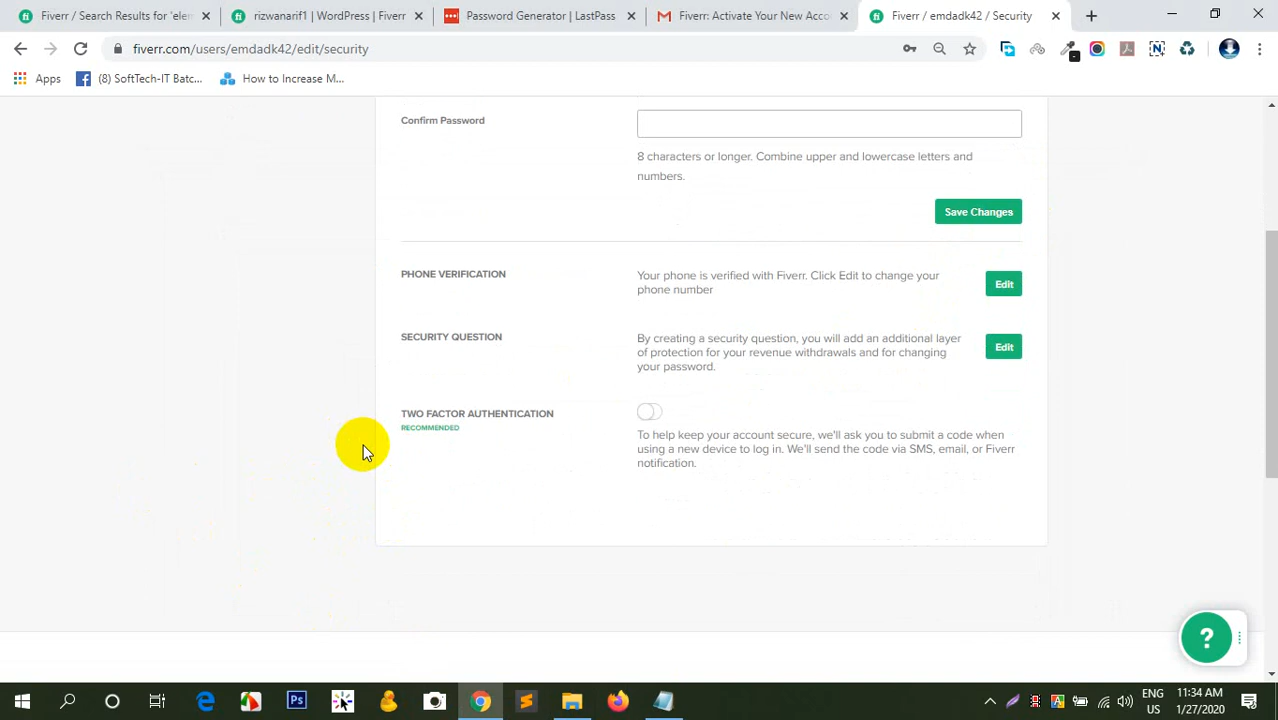 Fiverr / Search Results for 'elem
rizwanarif1 | WordPress | Fiverr
Password Generator | LastPass
Fiverr: Activate Your New Acco
Fiverr / emdadk42 / Security
fiverr.com/users/emdadk42/edit/security
Apps
(8) SoftTech-IT Batc...
How to Increase M...
Confirm Password
8 characters or longer. Combine upper and lowercase letters and
numbers.
Save Changes
PHONE VERIFICATION
Your phone is verified with Fiverr. Click Edit to change your
phone number
Edit
SECURITY QUESTION
By creating a security question, you will add an additional layer
of protection for your revenue withdrawals and for changing
your password.
Edit
TWO FACTOR AUTHENTICATION
RECOMMENDED
To help keep your account secure, we'll ask you to submit a code when
using a new device to log in. We'll send the code via SMS, email, or Fiverr
notification.
?
ENG
US
11:34 AM
1/27/2020